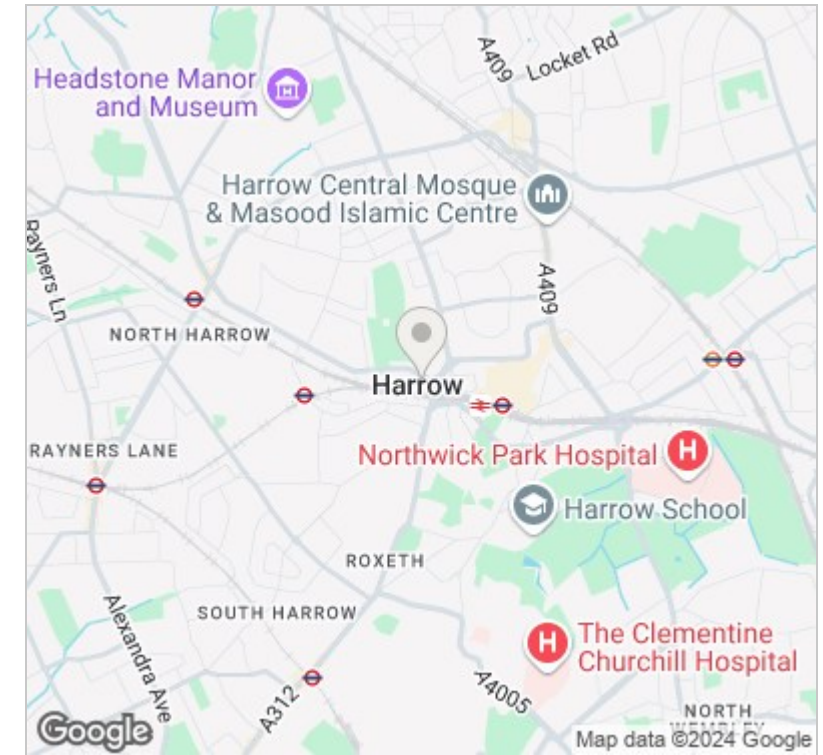 A409
Locket Rd
Headstone Manor
and Museum
Harrow Central Mosque
& Masood Islamic Centre
Rayners Ln
A409
NORTH HARROW
Harrow
RAYNERS LANE
Northwick Park Hospital
H
Harrow School
ROXETH
SOUTH HARROW
Alexandra Ave
H
The Clementine
Churchill Hospital
A312
A4005
NORTH
WEMBLEY
Google
Map data ©2024 Google